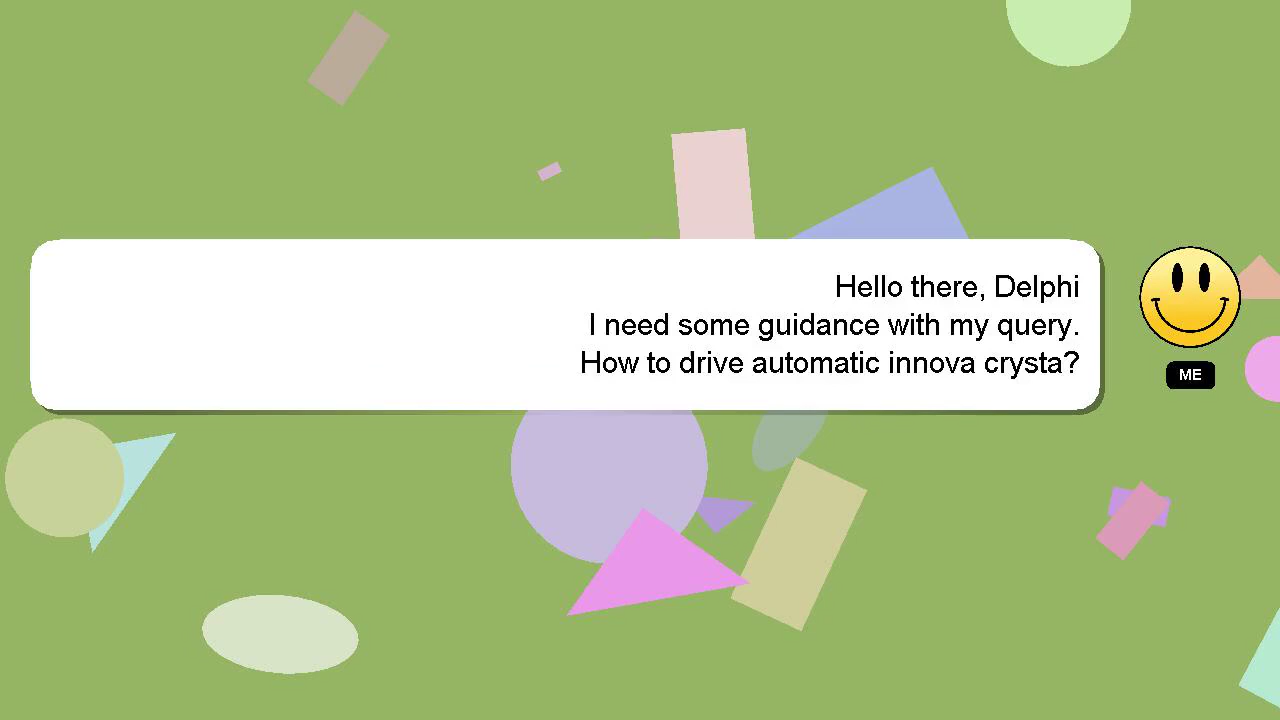 Hello there, Delphi
I need some guidance with my query.
How to drive automatic innova crysta?
ME